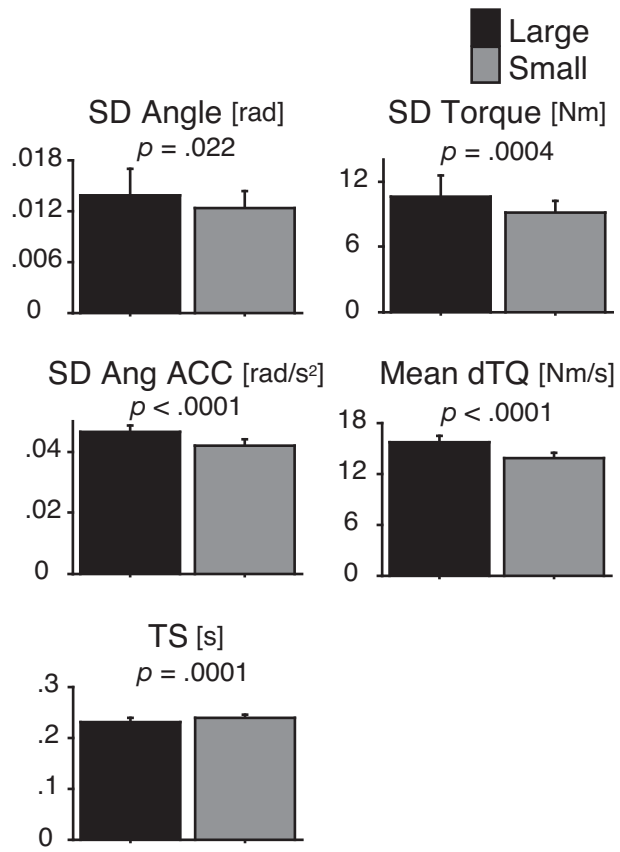 Large
Small
SD Angle [rad]
p = .022
.018
.012
.006
0
SD Torque [Nm]
p = .0004
12
6
0
SD Ang ACC [rad/s²]
p < .0001
.04
.02
0
Mean dTQ [Nm/s]
p < .0001
18
12
6
0
TS [s]
p = .0001
.3
.2
.1
0